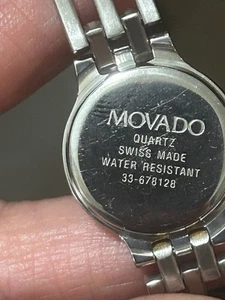 MOVADO
QUARTZ
SWISS MADE
WATER RESISTANT
33-678128